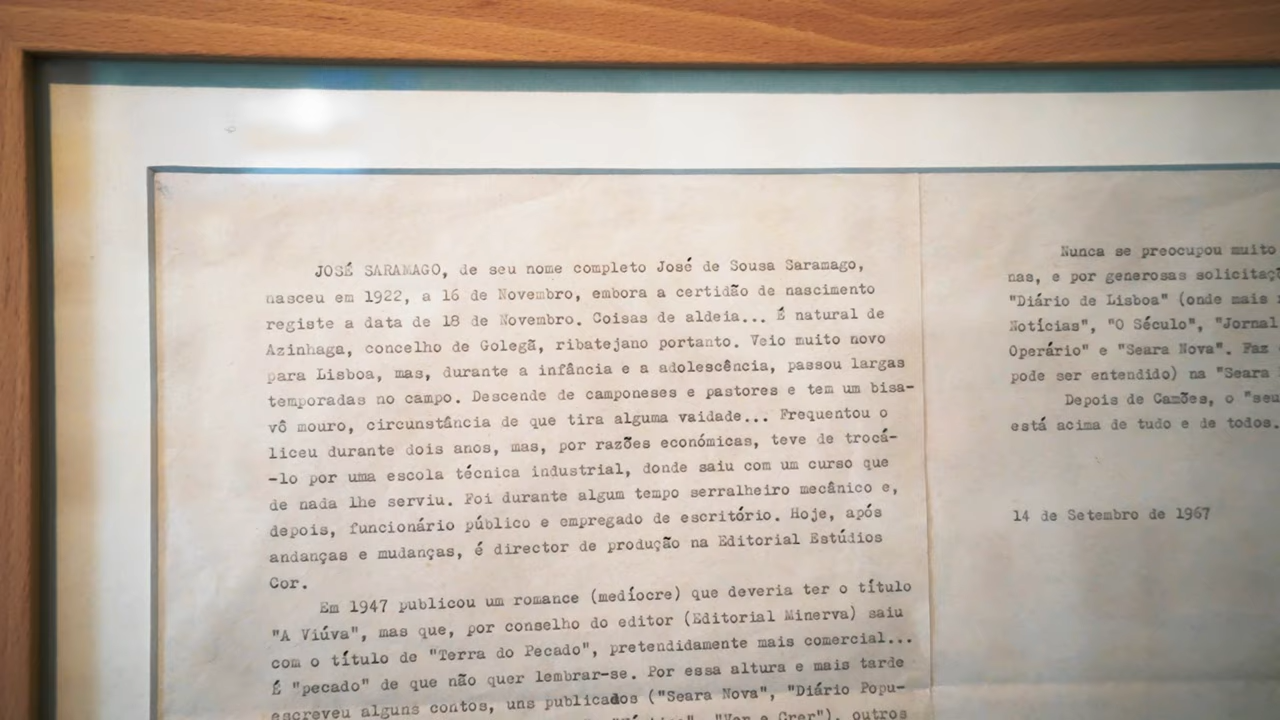 JOSÉ SARAMAGO, de seu nome completo José de Sousa Saramago,
nasceu em 1922, a 16 de Novembro, embora a certidão de nascimento
registe a data de 18 de Novembro. Coisas de aldeia... É natural de
Azinhaga, concelho de Golegã, ribatejano portanto. Veio muito novo
para Lisboa, mas, durante a infância e a adolescência, passou largas
temporadas no campo. Descende de camponeses e pastores e tem um bisa-
vô mouro, circunstância de que tira alguma vaidade... Frequentou o
liceu durante dois anos, mas, por razões económicas, teve de trocá-
-lo por uma escola técnica industrial, donde saiu com um curso que
de nada lhe serviu. Foi durante algum tempo serralheiro mecânico e,
depois, funcionário público e empregado de escritório. Hoje, após
andanças e mudanças, é director de produção na Editorial Estúdios
Cor.
Em 1947 publicou um romance (medíocre) que deveria ter o título
"A Viúva", mas que, por conselho do editor (Editorial Minerva) saiu
com o título de "Terra do Pecado", pretendidamente mais comercial...
É "pecado" de que não quer lembrar-se. Por essa altura e mais tarde
escreveu alguns contos, uns publicados ("Seara Nova", "Diário Popu-
"Ver e Crer"), outros
Nunca se preocupou muito
nas, e por generosas
"Diário de Lisboa" (onde mais
Notícias", "O Século", "Jornal
Operário" e "Seara Nova". Faz
pode ser entendido) na "Seara
Depois de Camões, o "seu
está acima de tudo e de todos.
14 de Setembro de 1967